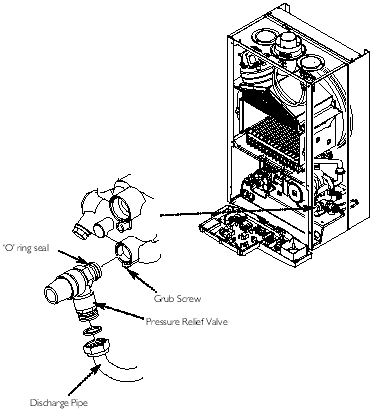 'O' ring seal
Grub Screw
Pressure Relief Valve
Discharge Pipe